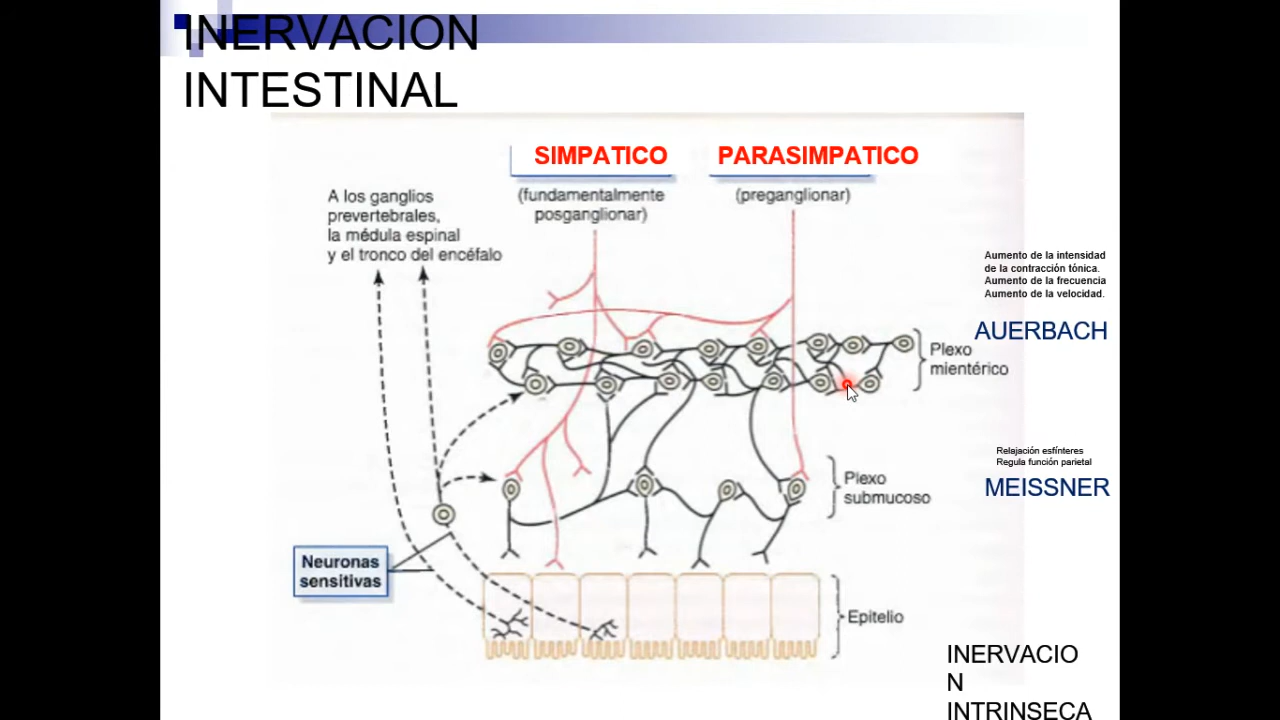 INERVACION
INTESTINAL
SIMPATICO
(fundamentalmente
posganglionar)
PARASIMPATICO
(preganglionar)
A los ganglios
prevertebrales,
la médula espinal
y el tronco del encéfalo
Aumento de la intensidad
de la contracción tónica.
Aumento de la frecuencia
Aumento de la velocidad.
AUERBACH
Plexo
mientérico
Relajación esfínteres
Regula función parietal
MEISSNER
Plexo
submucoso
Neuronas
sensitivas
Epitelio
INERVACIO
N
INTRINSECA